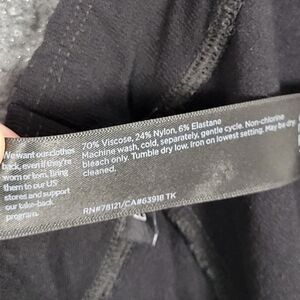 We want our clothes
back, even if they're
worn or torn. Bring
them to our US
stores and support
our take-back
program.
70% Viscose, 24% Nylon, 6% Elastane
Machine wash, cold, separately, gentle cycle. Non-chlorine
bleach only. Tumble dry low. Iron on lowest setting. May be dry
cleaned.
RN#78121/CA#63918 TK